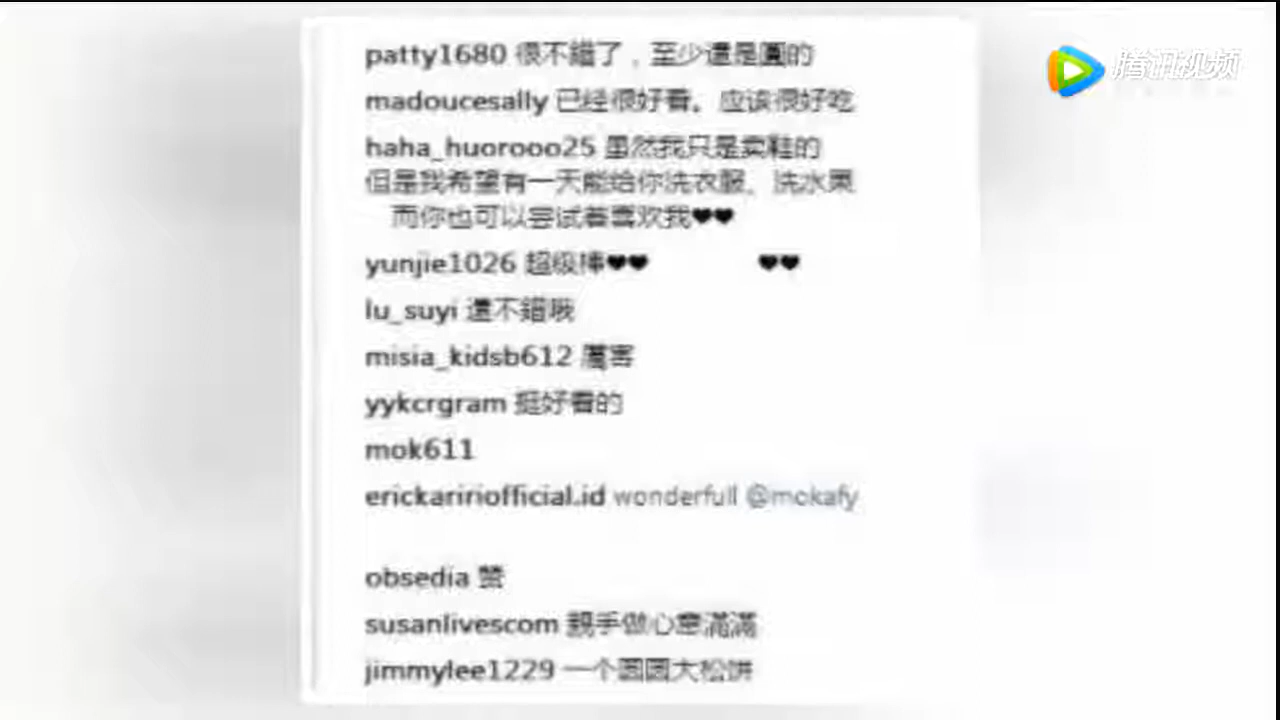 patty1680 很不錯了，至少還是圓的
腾讯视频
madoucesally 已经很好看。应该很好吃
haha_huorooo25 虽然我只是卖鞋的
但是我希望有一天能给你洗衣服、洗水果
而你也可以尝试着喜欢我♥♥
yunjie1026 超级棒♥♥ ♥♥
lu_suyi 還不錯哦
misia_kidsb612 厲害
yykcrgram 挺好看的
mok611
erickaririofficial.id wonderfull @mokafy
obsedia 赞
susanlivescom 親手做心意滿滿
jimmylee1229 一个圆圆大松饼